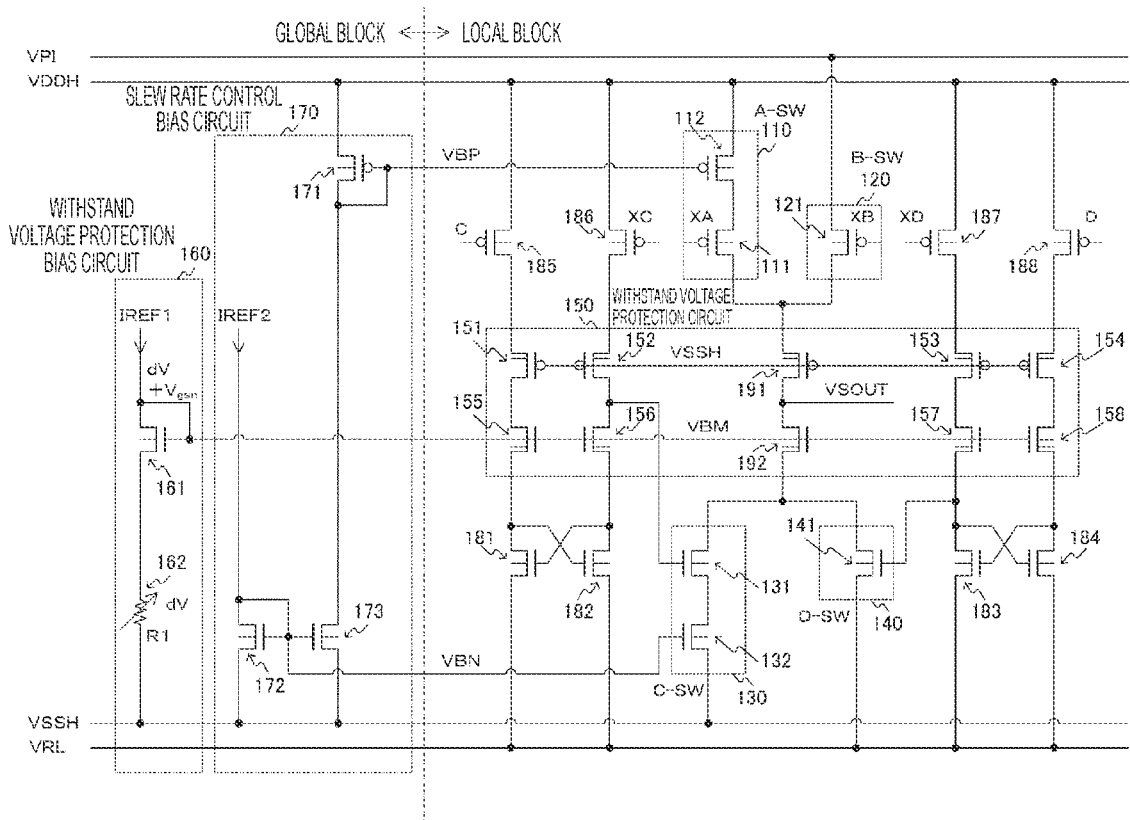 GLOBAL BLOCK
LOCAL BLOCK
VPI
VDDH
SLEW RATE CONTROL
BIAS CIRCUIT
170
171
VBP
A-SW
112
110
B-SW
120
121
XB
XD
XA
111
XC
186
C
185
187
D
188
WITHSTAND
VOLTAGE PROTECTION
BIAS CIRCUIT
160
IREF1
IREF2
dV
+Vgsn
161
162
dV
R1
WITHSTAND VOLTAGE
PROTECTION CIRCUIT
150
151
152
VSSH
191
153
154
VSOUT
155
156
VBM
192
157
158
181
182
131
132
C-SW
130
141
D-SW
140
183
184
173
172
VBN
VSSH
VRL